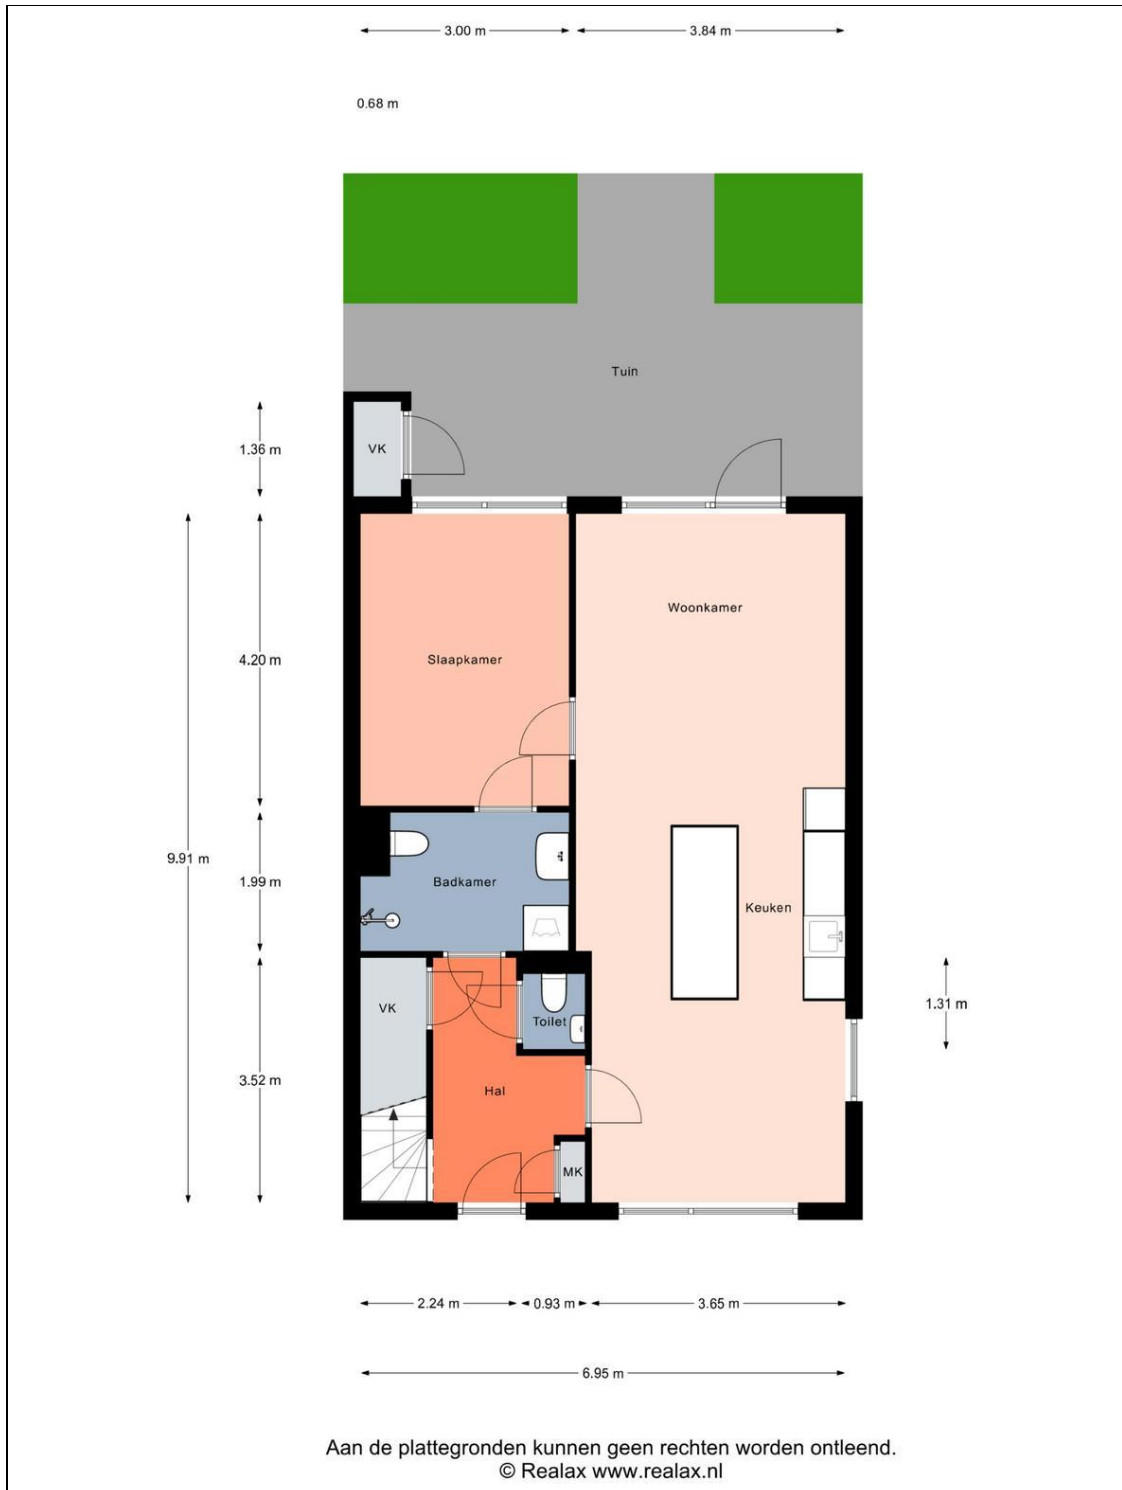 3.00 m
3.84 m
0.68 m
Tuin
1.36 m
VK
Woonkamer
4.20 m
Slaapkamer
9.91 m
1.99 m
Badkamer
Keuken
VK
1.31 m
Toilet
3.52 m
Hal
MK
2.24 m
0.93 m
3.65 m
6.95 m
Aan de plattegronden kunnen geen rechten worden ontleend.
© Realax www.realax.nl